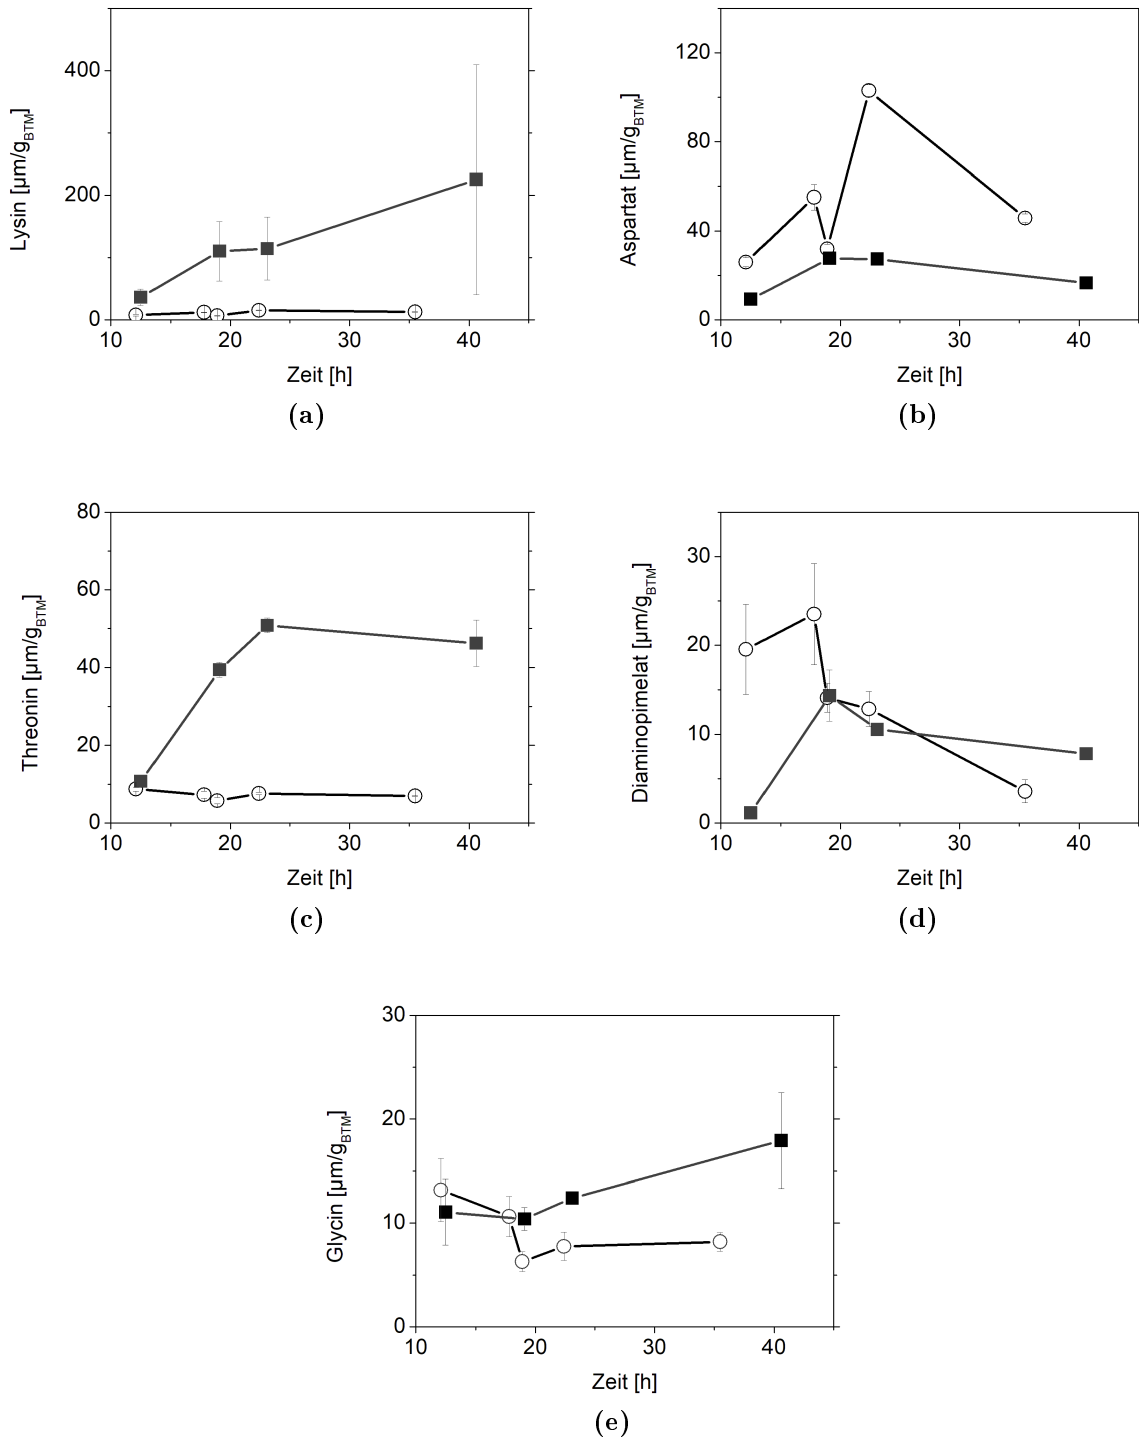 400
200
0
10 20 30 40
Lysin [µm/gBTM]
Zeit [h]
(a)
120
80
40
0
10 20 30 40
Aspartat [µm/gBTM]
Zeit [h]
(b)
80
60
40
20
0
10 20 30 40
Threonin [µm/gBTM]
Zeit [h]
(c)
30
20
10
0
10 20 30 40
Diaminopimelat [µm/gBTM]
Zeit [h]
(d)
30
20
10
0
10 20 30 40
Glycin [µm/gBTM]
Zeit [h]
(e)